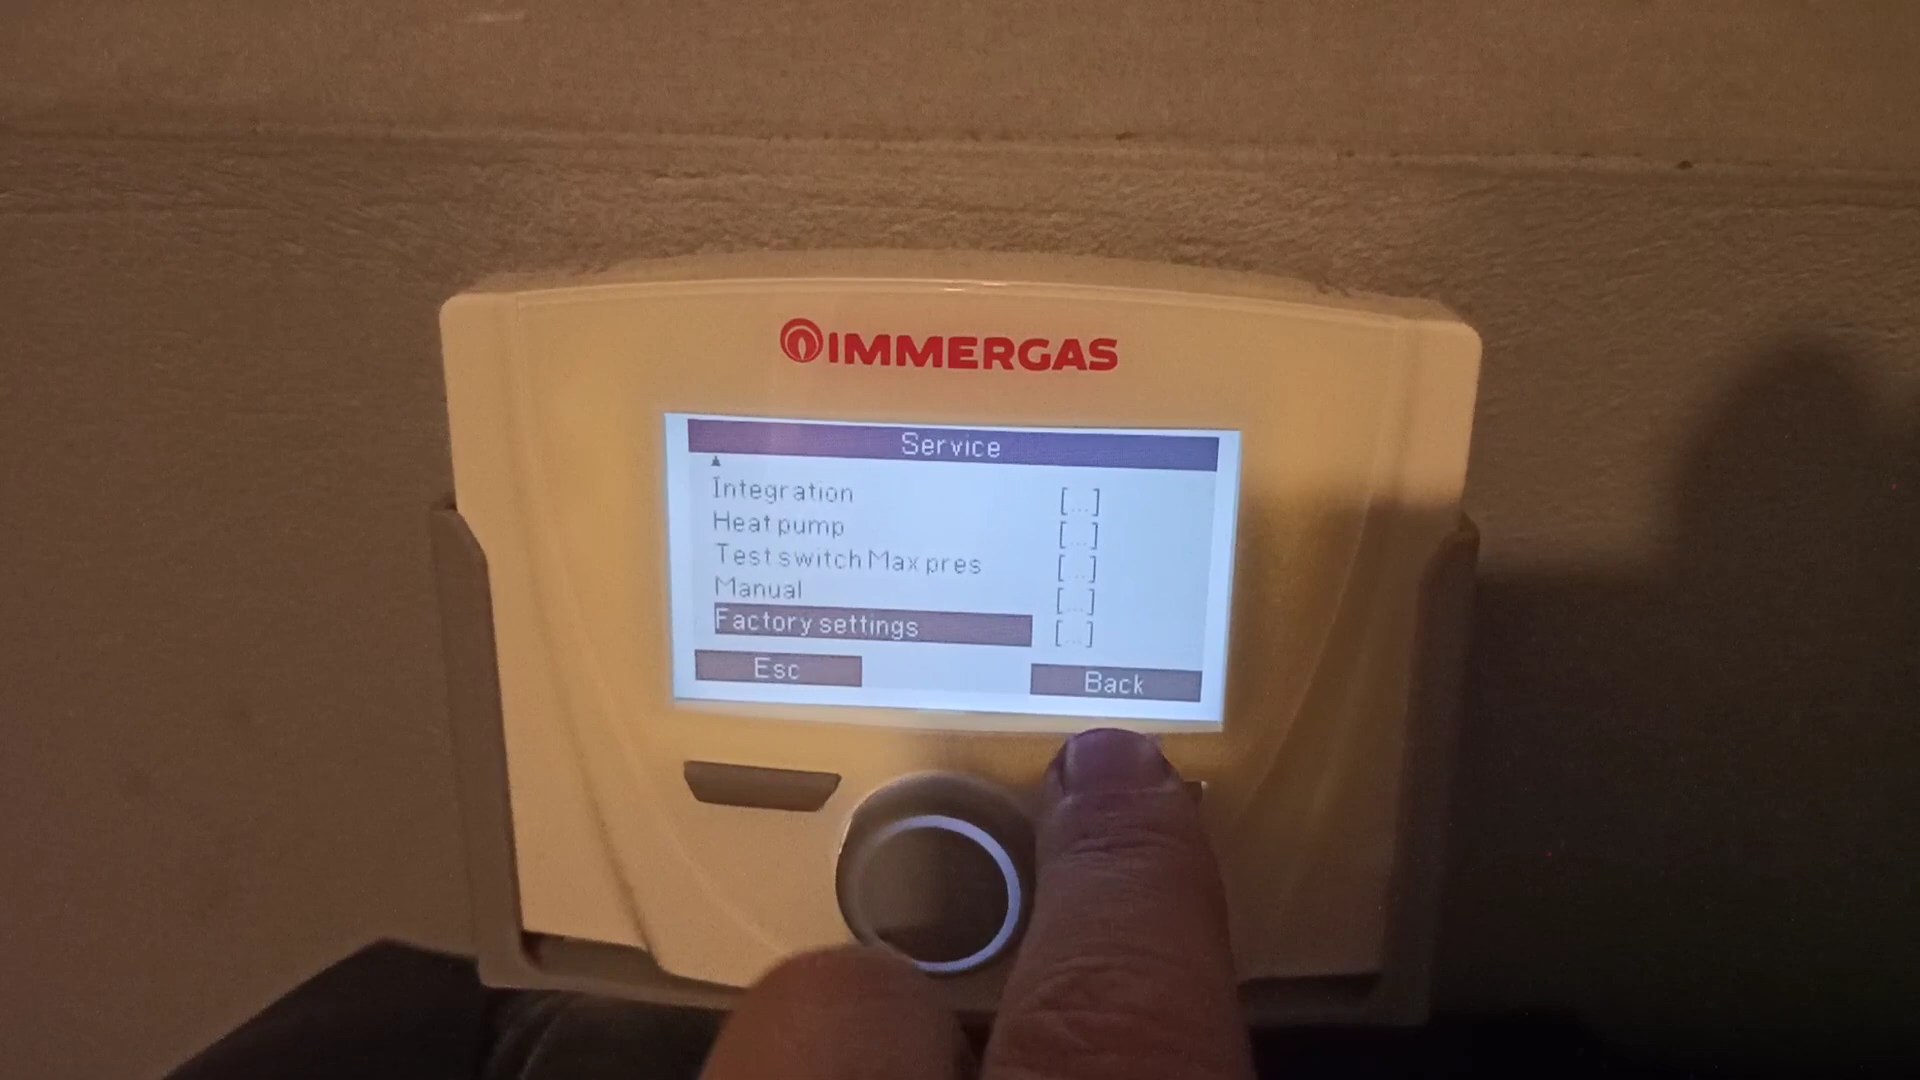 IMMERGAS
Service
Integration [...]
Heat pump [...]
Test switch Max pres [...]
Manual [...]
Factory settings [...]
Esc Back